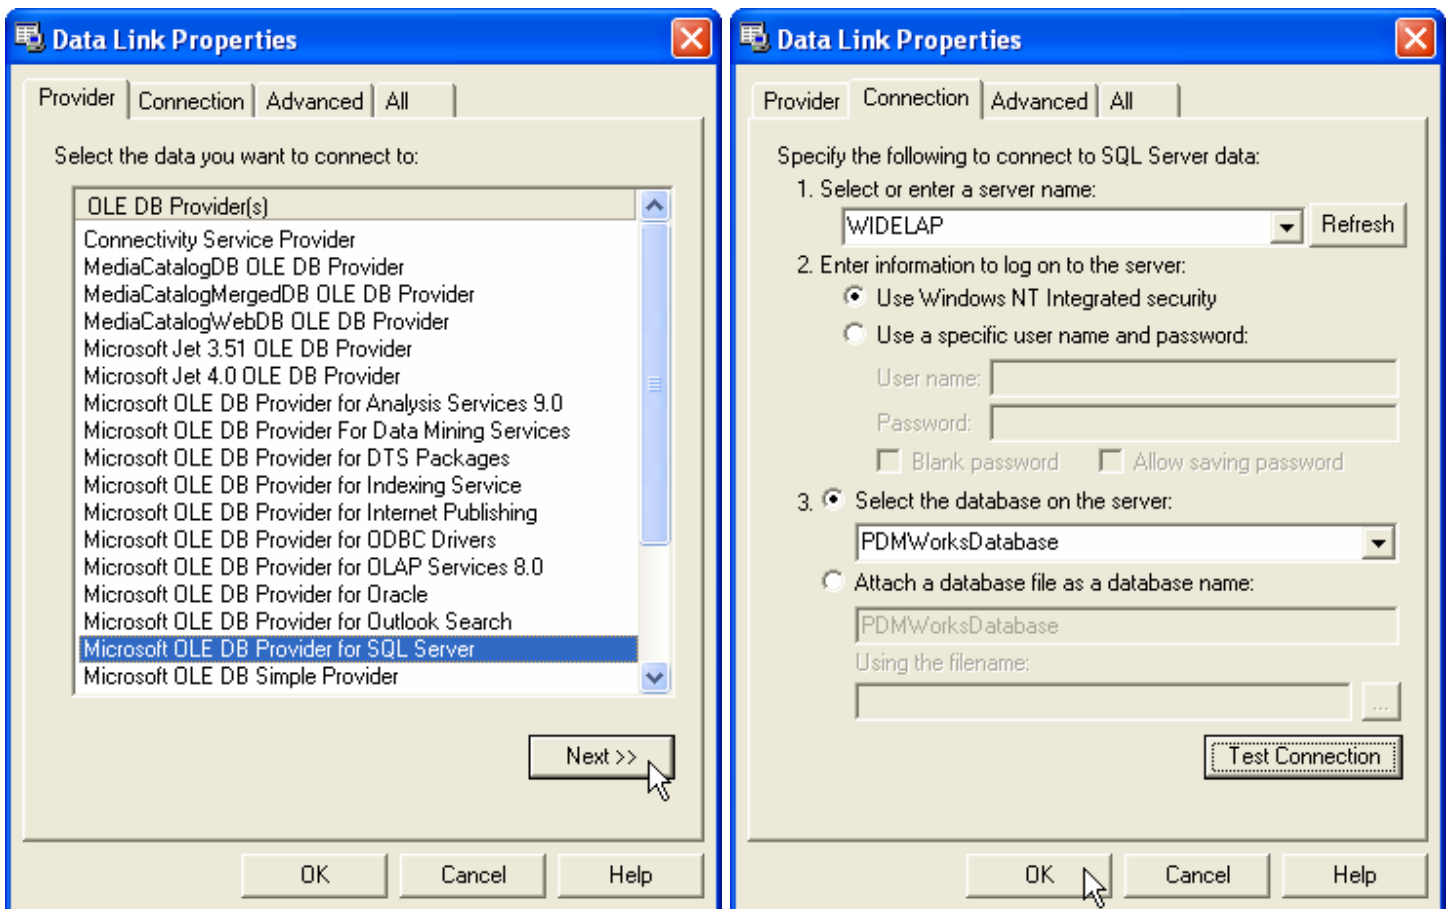 Data Link Properties
Provider Connection Advanced All
Select the data you want to connect to:
OLE DB Provider(s)
Connectivity Service Provider
MediaCatalogDB OLE DB Provider
MediaCatalogMergedDB OLE DB Provider
MediaCatalogWebDB OLE DB Provider
Microsoft Jet 3.51 OLE DB Provider
Microsoft Jet 4.0 OLE DB Provider
Microsoft OLE DB Provider for Analysis Services 9.0
Microsoft OLE DB Provider For Data Mining Services
Microsoft OLE DB Provider for DTS Packages
Microsoft OLE DB Provider for Indexing Service
Microsoft OLE DB Provider for Internet Publishing
Microsoft OLE DB Provider for ODBC Drivers
Microsoft OLE DB Provider for OLAP Services 8.0
Microsoft OLE DB Provider for Oracle
Microsoft OLE DB Provider for Outlook Search
Microsoft OLE DB Provider for SQL Server
Microsoft OLE DB Simple Provider
Next >>
OK Cancel Help
Data Link Properties
Provider Connection Advanced All
Specify the following to connect to SQL Server data:
1. Select or enter a server name:
WIDELAP Refresh
2. Enter information to log on to the server:
Use Windows NT Integrated security
Use a specific user name and password:
User name:
Password:
Blank password Allow saving password
3. Select the database on the server:
PDMWorksDatabase
Attach a database file as a database name:
PDMWorksDatabase
Using the filename:
...
Test Connection
OK Cancel Help